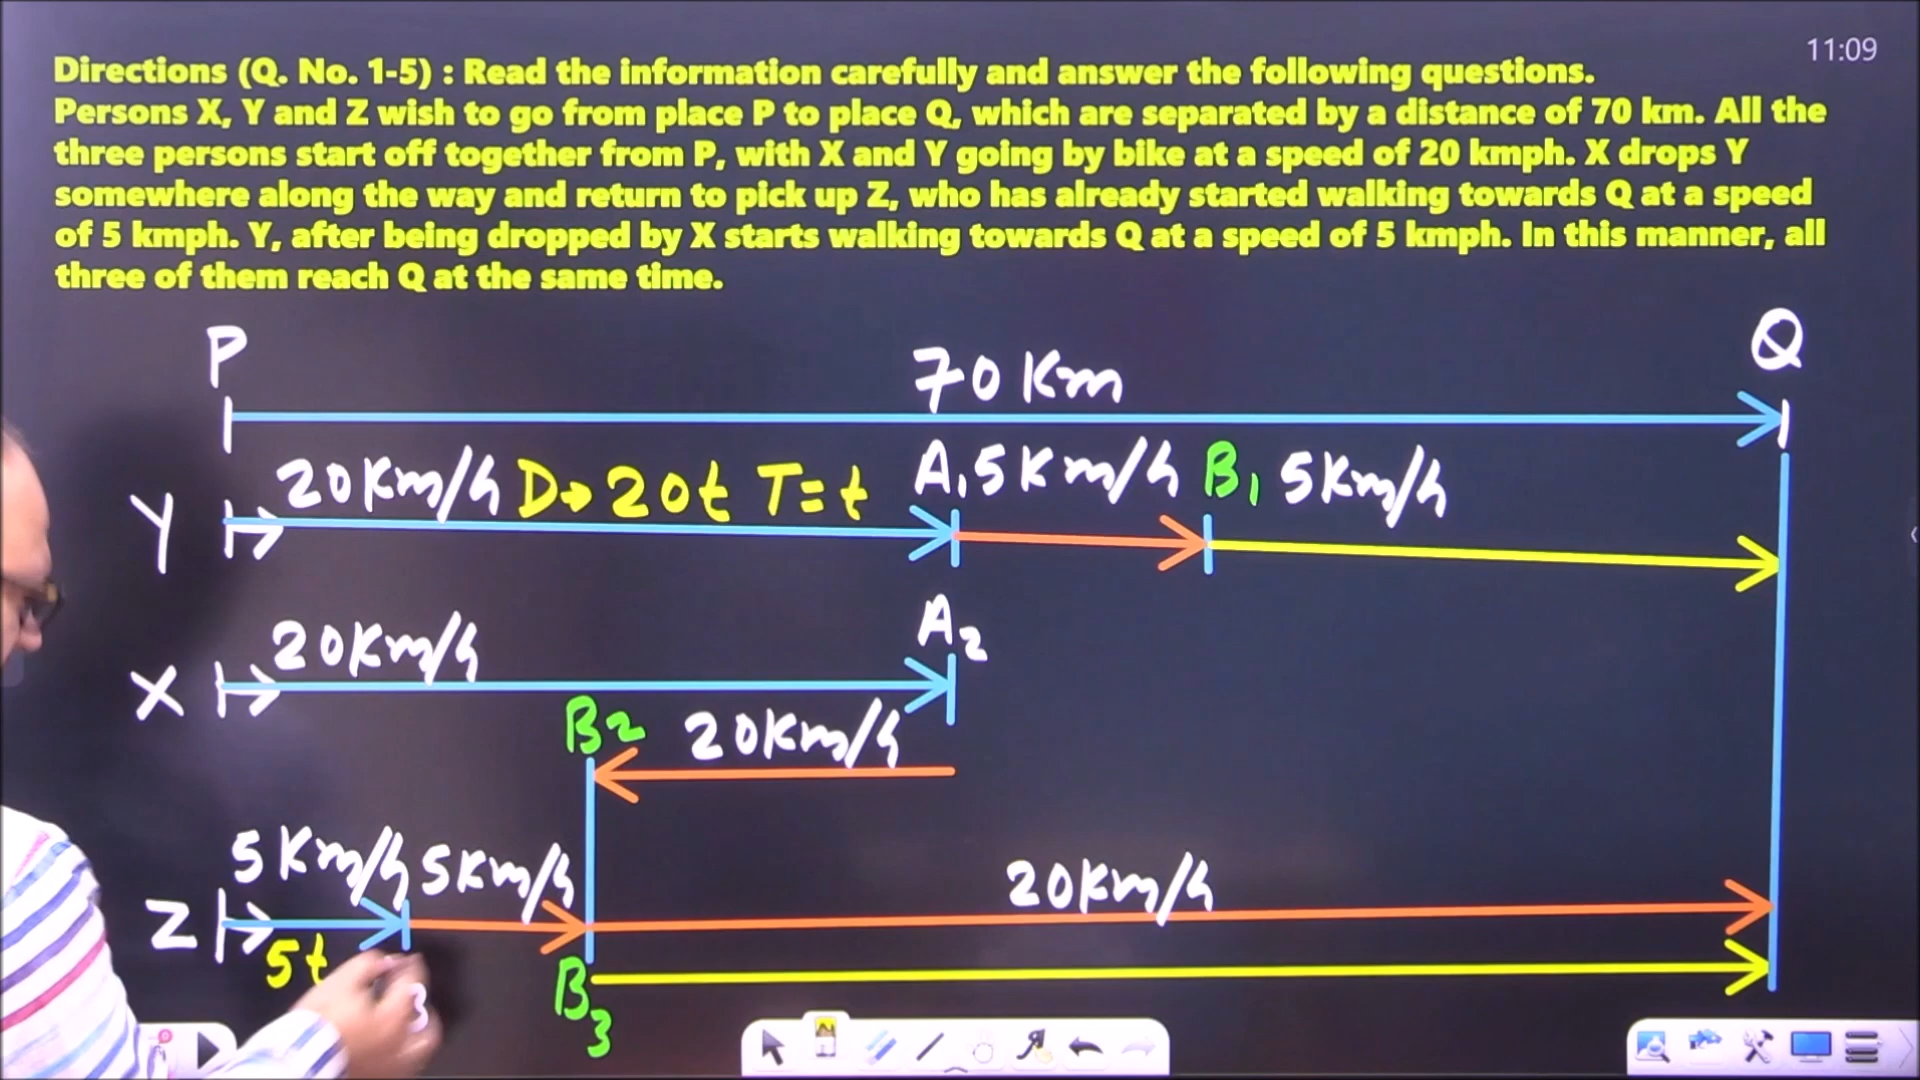 11:09
Directions (Q. No. 1-5) : Read the information carefully and answer the following questions.
Persons X, Y and Z wish to go from place P to place Q, which are separated by a distance of 70 km. All the
three persons start off together from P, with X and Y going by bike at a speed of 20 kmph. X drops Y
somewhere along the way and return to pick up Z, who has already started walking towards Q at a speed
of 5 kmph. Y, after being dropped by X starts walking towards Q at a speed of 5 kmph. In this manner, all
three of them reach Q at the same time.
P Q
70 Km
20Km/h D→20t T=t A1 5Km/h B1 5Km/h
Y
20Km/h A2
X
B2 20Km/h
5Km/h 5Km/h 20Km/h
Z
5t
B3